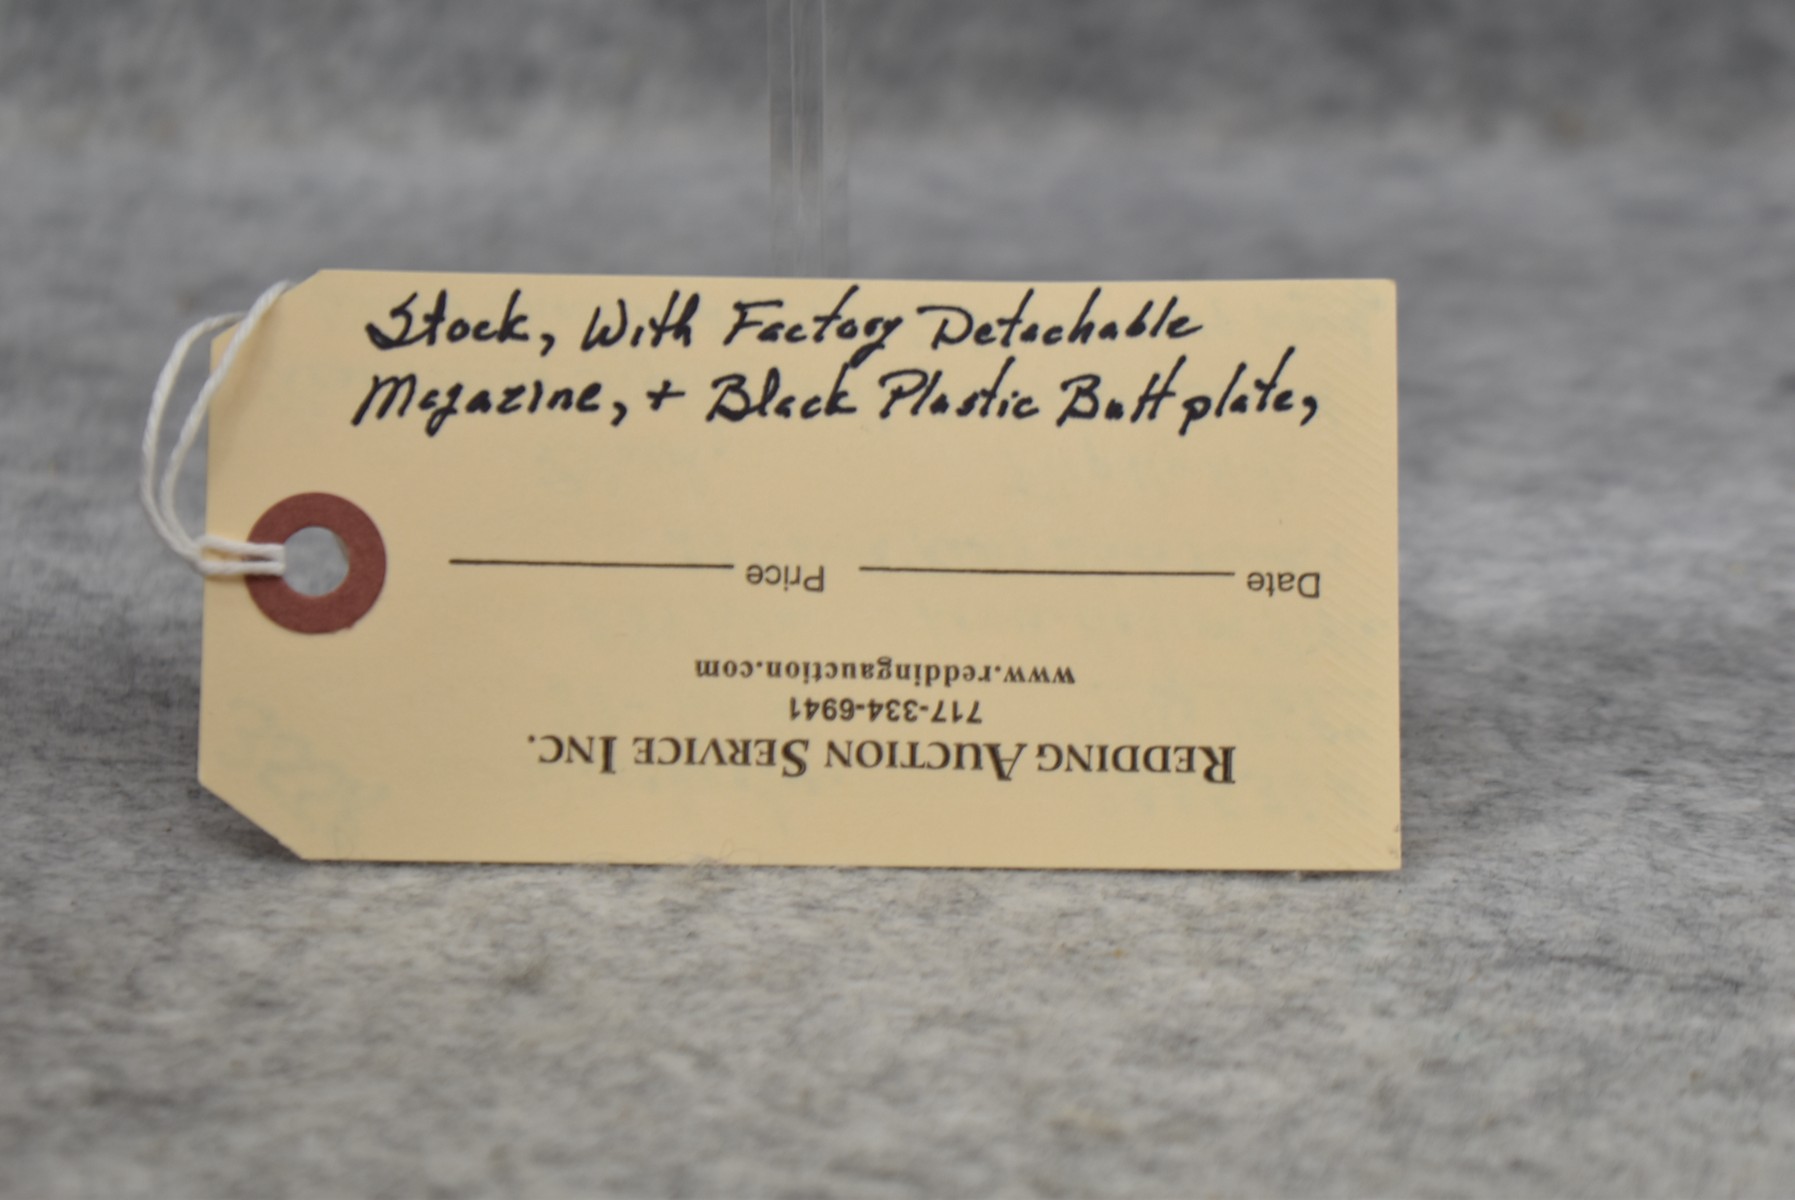 Stock, With Factory Detachable
Magazine, + Black Plastic Buttplate,
REDDING AUCTION SERVICE INC.
717-334-6941
www.reddingauction.com
Date Price